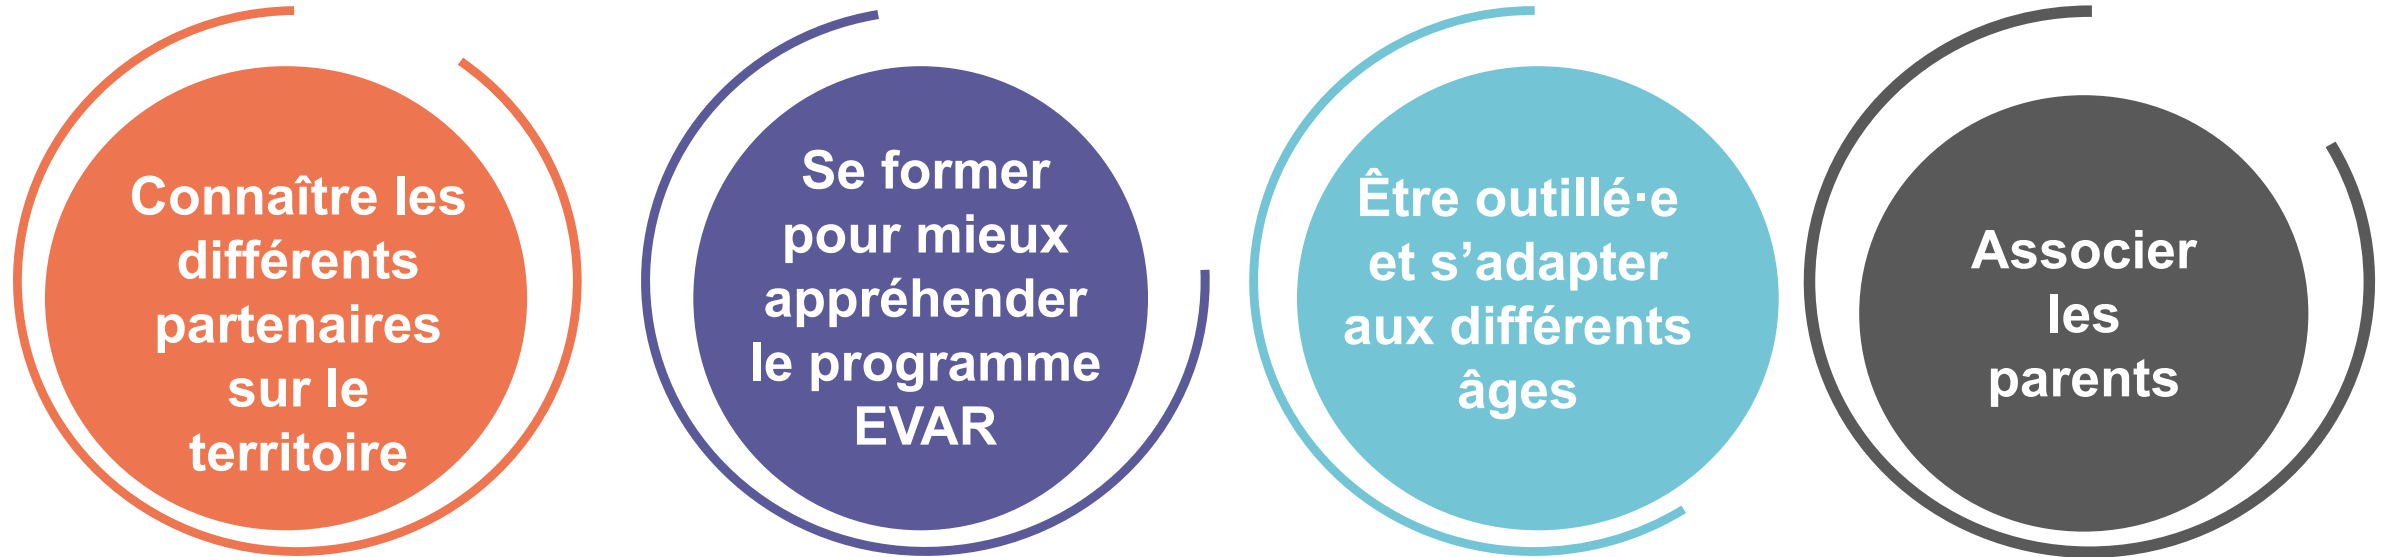 Connaître les
différents
partenaires
sur le
territoire
Se former
pour mieux
appréhender
le programme
EVAR
Être outillé·e
et s’adapter
aux différents
âges
Associer
les
parents